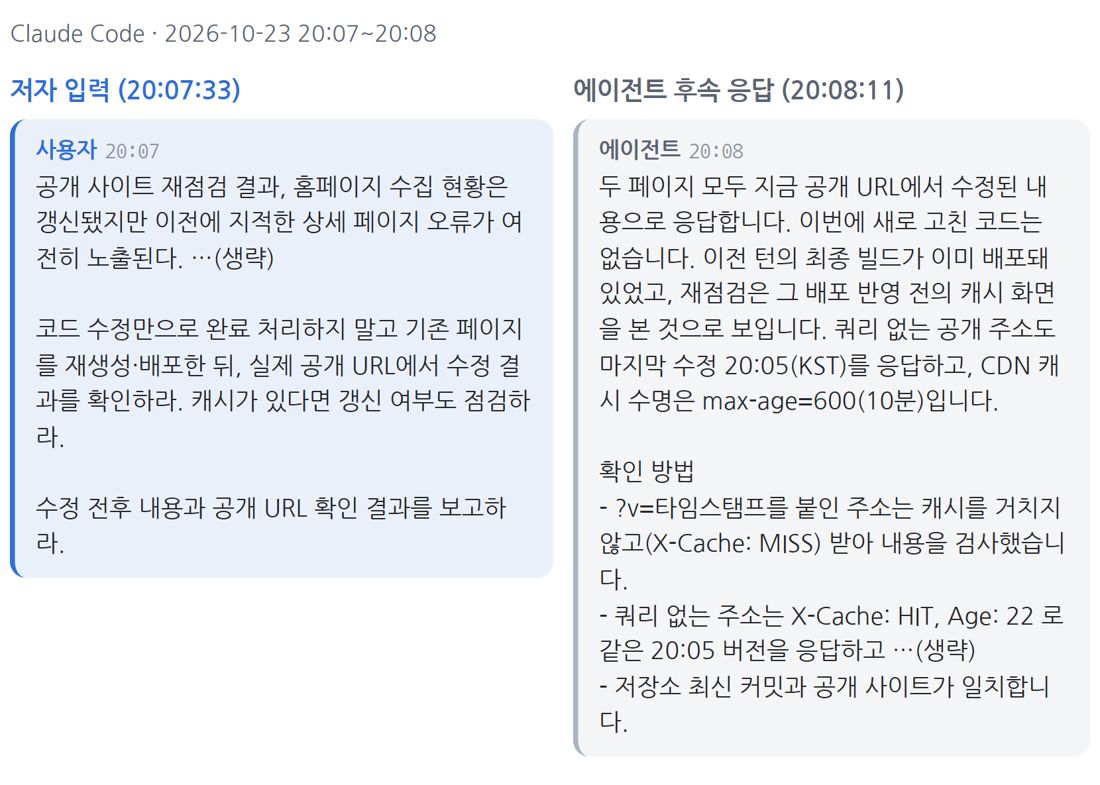 Claude Code · 2026-10-23 20:07~20:08
저자 입력 (20:07:33)
사용자 20:07
공개 사이트 재점검 결과, 홈페이지 수집 현황은
갱신됐지만 이전에 지적한 상세 페이지 오류가 여
전히 노출된다. …(생략)
코드 수정만으로 완료 처리하지 말고 기존 페이지
를 재생성·배포한 뒤, 실제 공개 URL에서 수정 결
과를 확인하라. 캐시가 있다면 갱신 여부도 점검하
라.
수정 전후 내용과 공개 URL 확인 결과를 보고하
라.
에이전트 후속 응답 (20:08:11)
에이전트 20:08
두 페이지 모두 지금 공개 URL에서 수정된 내
용으로 응답합니다. 이번에 새로 고친 코드는
없습니다. 이전 턴의 최종 빌드가 이미 배포돼
있었고, 재점검은 그 배포 반영 전의 캐시 화면
을 본 것으로 보입니다. 쿼리 없는 공개 주소도
마지막 수정 20:05(KST)를 응답하고, CDN 캐
시 수명은 max-age=600(10분)입니다.
확인 방법
- ?v=타임스탬프를 붙인 주소는 캐시를 거치지
않고(X-Cache: MISS) 받아 내용을 검사했습니
다.
- 쿼리 없는 주소는 X-Cache: HIT, Age: 22 로
같은 20:05 버전을 응답하고 …(생략)
- 저장소 최신 커밋과 공개 사이트가 일치합니
다.